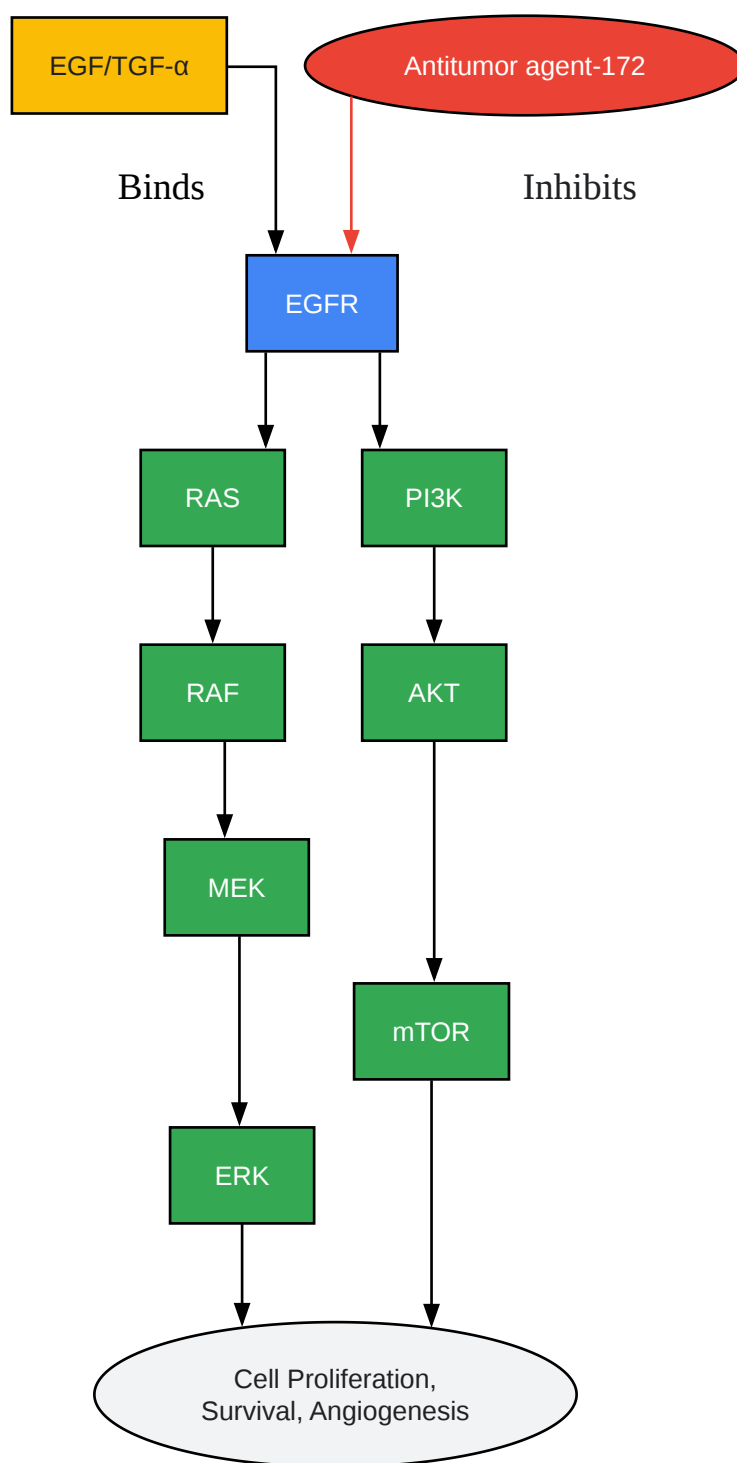 EGF/TGF-α
Antitumor agent-172
Binds
Inhibits
EGFR
RAS
PI3K
RAF
AKT
MEK
mTOR
ERK
Cell Proliferation,
Survival, Angiogenesis